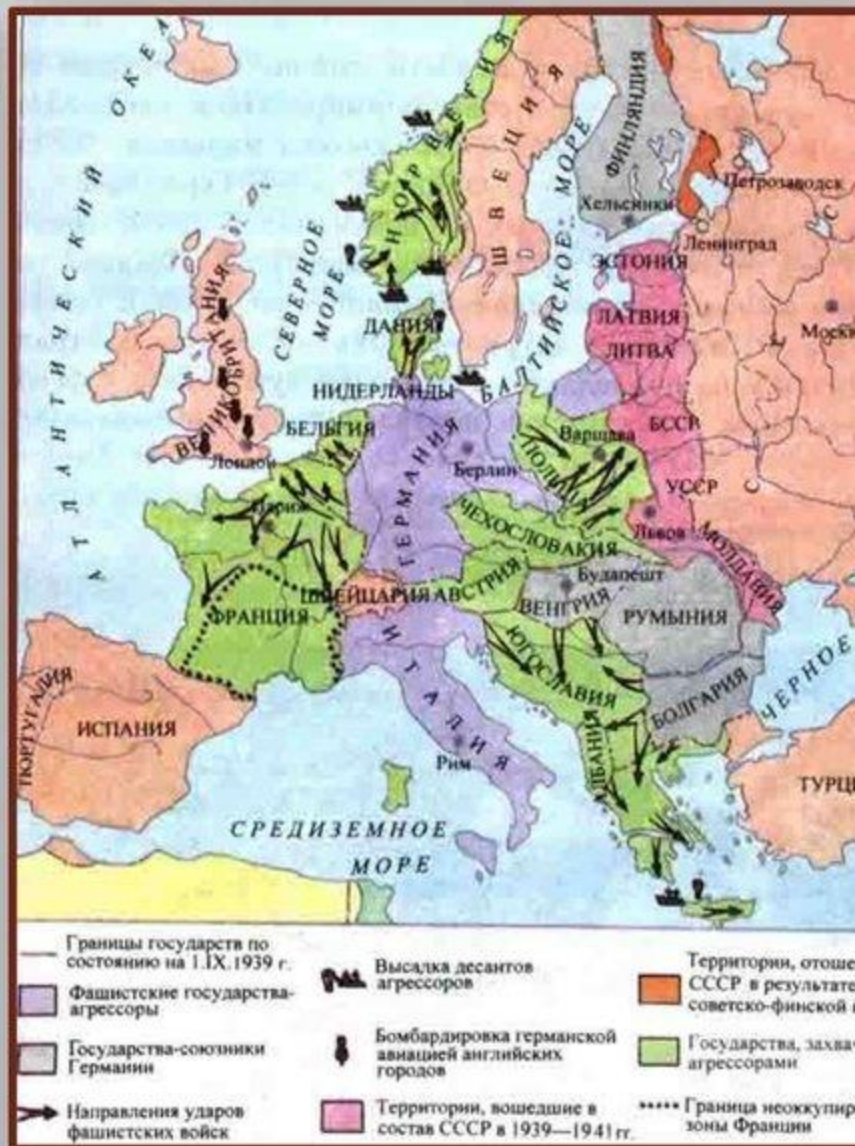 АТЛАНТИЧЕСКИЙ ОКЕАН
НОРВЕГИЯ
ШВЕЦИЯ
ФИНЛЯНДИЯ
Хельсинки
Петрозаводск
Ленинград
СЕВЕРНОЕ
МОРЕ
БАЛТИЙСКОЕ МОРЕ
ЭСТОНИЯ
ЛАТВИЯ
ЛИТВА
ДАНИЯ
ВЕЛИКОБРИТАНИЯ
Лондон
НИДЕРЛАНДЫ
БЕЛЬГИЯ
ГЕРМАНИЯ
Берлин
Варшава
ПОЛЬША
БССР
УССР
Львов
МОЛДАВИЯ
С С С
Париж
ФРАНЦИЯ
ЧЕХОСЛОВАКИЯ
ШВЕЙЦАРИЯ
АВСТРИЯ
Будапешт
ВЕНГРИЯ
РУМЫНИЯ
ЮГОСЛАВИЯ
БОЛГАРИЯ
ЧЕРНОЕ
ИТАЛИЯ
Рим
АЛБАНИЯ
ПОРТУГАЛИЯ
ИСПАНИЯ
СРЕДИЗЕМНОЕ
МОРЕ
Границы государств по
состоянию на 1.IX.1939 г.
Фашистские государства-
агрессоры
Государства-союзники
Германии
Направления ударов
фашистских войск
Высадка десантов
агрессоров
Бомбардировка германской
авиацией английских
городов
Территории, вошедшие в
состав СССР в 1939—1941 гг.
Территории, отоше
СССР в результате
советско-финской
Государства, захва
агрессорами
Граница неоккупир
зоны Франции